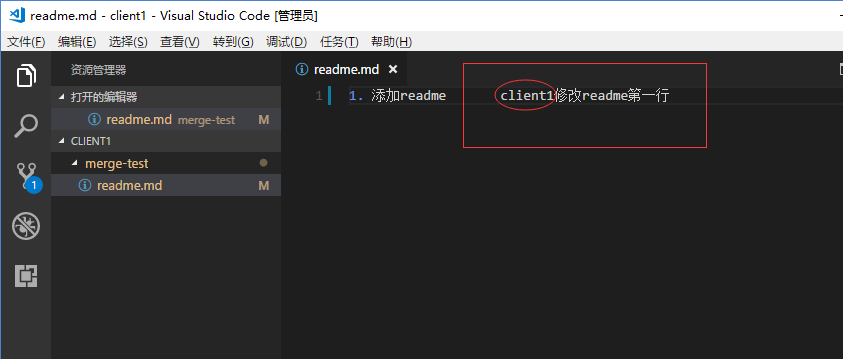 readme.md - client1 - Visual Studio Code [管理员]
文件(F) 编辑(E) 选择(S) 查看(V) 转到(G) 调试(D) 任务(T) 帮助(H)
资源管理器
打开的编辑器
readme.md merge-test M
CLIENT1
merge-test
readme.md M
1
readme.md ×
1 1. 添加readme client1修改readme第一行